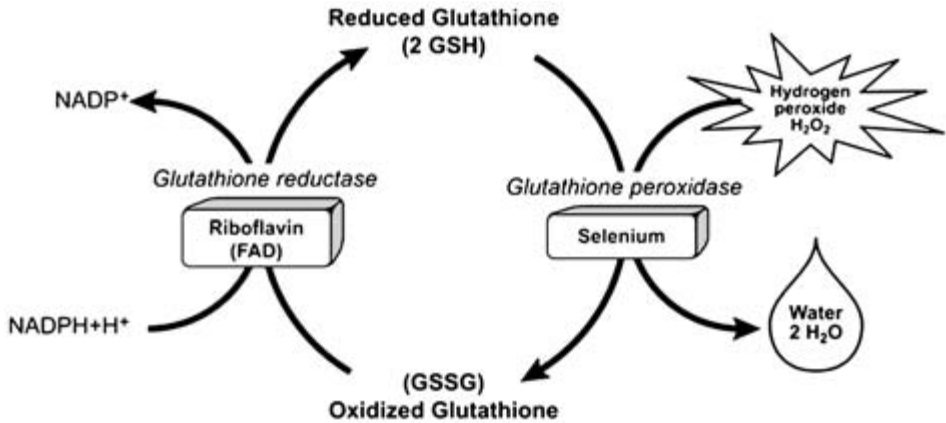 Reduced Glutathione
(2 GSH)
NADP⁺
Hydrogen
peroxide
H₂O₂
Glutathione reductase
Glutathione peroxidase
Riboflavin
(FAD)
Selenium
NADPH+H⁺
Water
2 H₂O
(GSSG)
Oxidized Glutathione